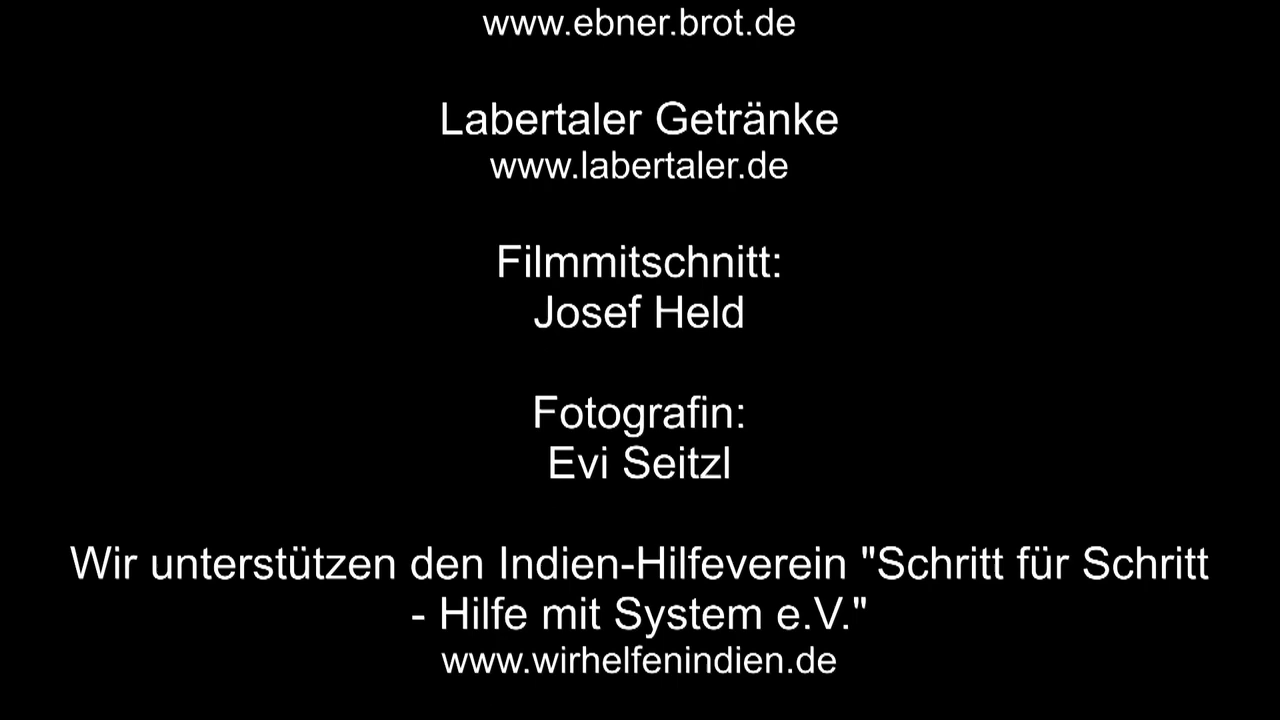 www.ebner.brot.de
Labertaler Getränke
www.labertaler.de
Filmmitschnitt:
Josef Held
Fotografin:
Evi Seitzl
Wir unterstützen den Indien-Hilfeverein "Schritt für Schritt
- Hilfe mit System e.V."
www.wirhelfenindien.de